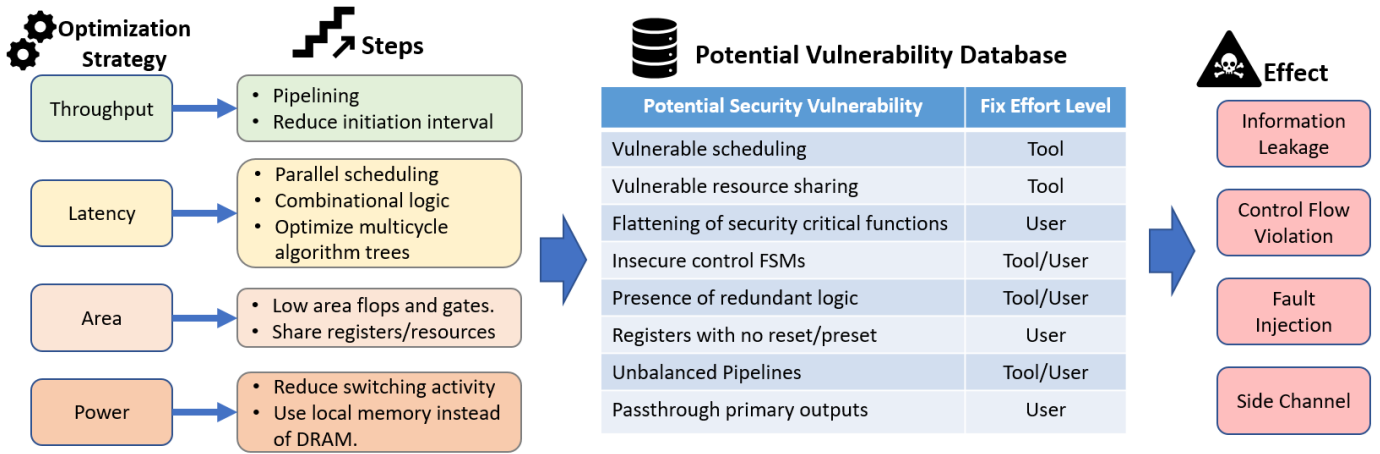 Optimization
Strategy
Steps
Throughput
• Pipelining
• Reduce initiation interval
Latency
• Parallel scheduling
• Combinational logic
• Optimize multicycle
algorithm trees
Area
• Low area flops and gates.
• Share registers/resources
Power
• Reduce switching activity
• Use local memory instead
of DRAM.
Potential Vulnerability Database
Potential Security Vulnerability Fix Effort Level
Vulnerable scheduling Tool
Vulnerable resource sharing Tool
Flattening of security critical functions User
Insecure control FSMs Tool/User
Presence of redundant logic Tool/User
Registers with no reset/preset User
Unbalanced Pipelines Tool/User
Passthrough primary outputs User
Effect
Information
Leakage
Control Flow
Violation
Fault
Injection
Side Channel